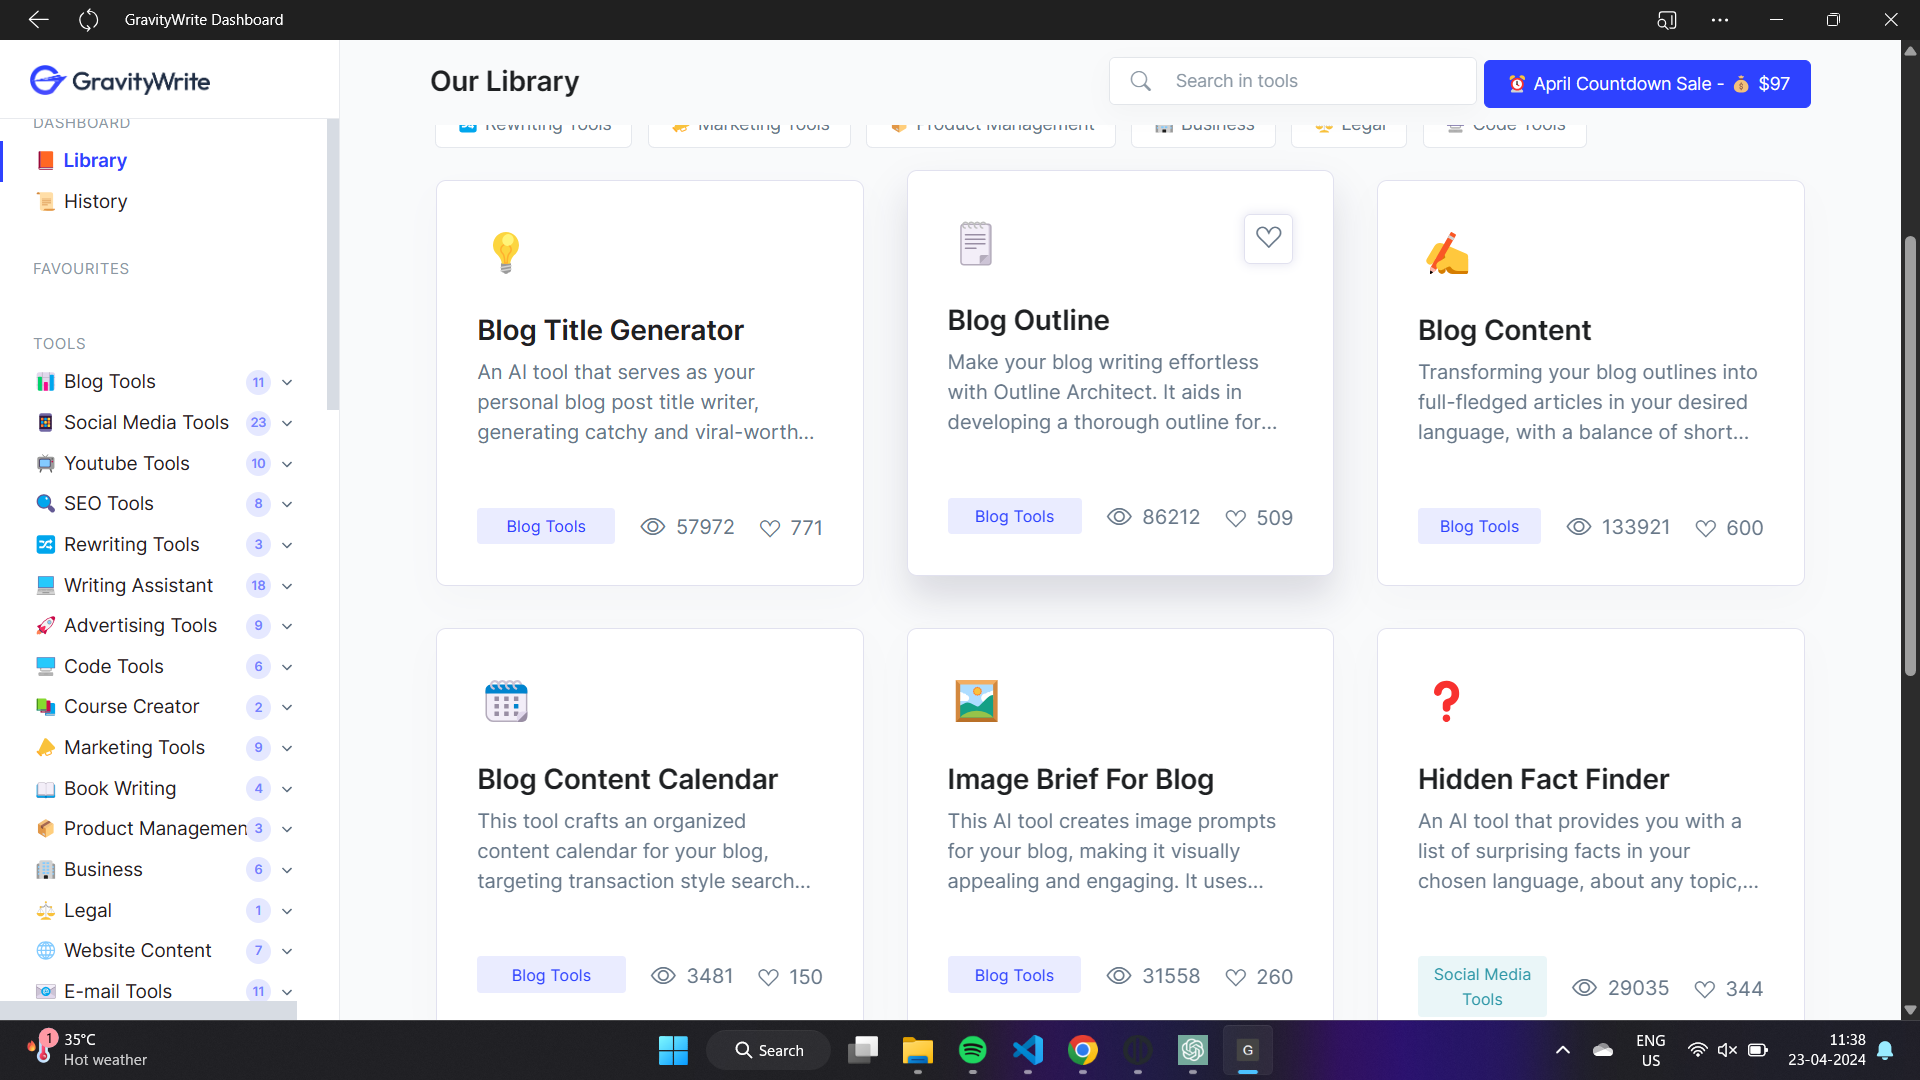 GravityWrite Dashboard
GravityWrite
Our Library
Search in tools
April Countdown Sale - $97
DASHBOARD
Library
History
FAVOURITES
TOOLS
Blog Tools 11
Social Media Tools 23
Youtube Tools 10
SEO Tools 8
Rewriting Tools 3
Writing Assistant 18
Advertising Tools 9
Code Tools 6
Course Creator 2
Marketing Tools 9
Book Writing 4
Product Managemen 3
Business 6
Legal 1
Website Content 7
E-mail Tools 11
Rewriting Tools
Marketing Tools
Product Management
Business
Legal
Code Tools
Blog Title Generator
An AI tool that serves as your
personal blog post title writer,
generating catchy and viral-worth...
Blog Tools 57972 771
Blog Outline
Make your blog writing effortless
with Outline Architect. It aids in
developing a thorough outline for...
Blog Tools 86212 509
Blog Content
Transforming your blog outlines into
full-fledged articles in your desired
language, with a balance of short...
Blog Tools 133921 600
Blog Content Calendar
This tool crafts an organized
content calendar for your blog,
targeting transaction style search...
Blog Tools 3481 150
Image Brief For Blog
This AI tool creates image prompts
for your blog, making it visually
appealing and engaging. It uses...
Blog Tools 31558 260
Hidden Fact Finder
An AI tool that provides you with a
list of surprising facts in your
chosen language, about any topic,...
Social Media
Tools
29035 344
1
35°C
Hot weather
Search
G
ENG
US
11:38
23-04-2024